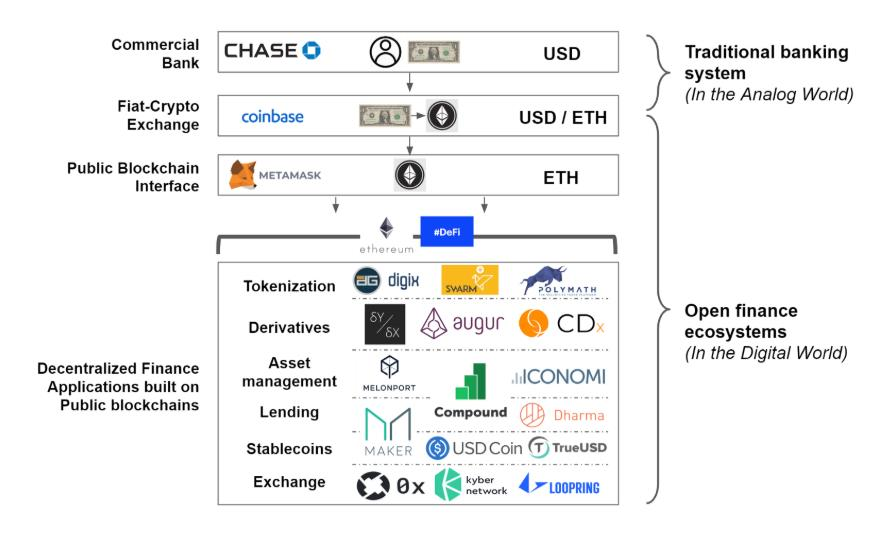 Commercial
Bank
CHASE
USD
Traditional banking
system
(In the Analog World)
Fiat-Crypto
Exchange
coinbase
USD / ETH
Public Blockchain
Interface
METAMASK
ETH
ethereum
#DeFi
Tokenization
digix
SWARM
POLYMATH
Derivatives
δY/δX
augur
CDx
Open finance
ecosystems
(In the Digital World)
Decentralized Finance
Applications built on
Public blockchains
Asset
management
MELONPORT
ICONOMI
Lending
Compound
Dharma
Stablecoins
MAKER
USD Coin
TrueUSD
Exchange
0x
kyber
network
LOOPRING